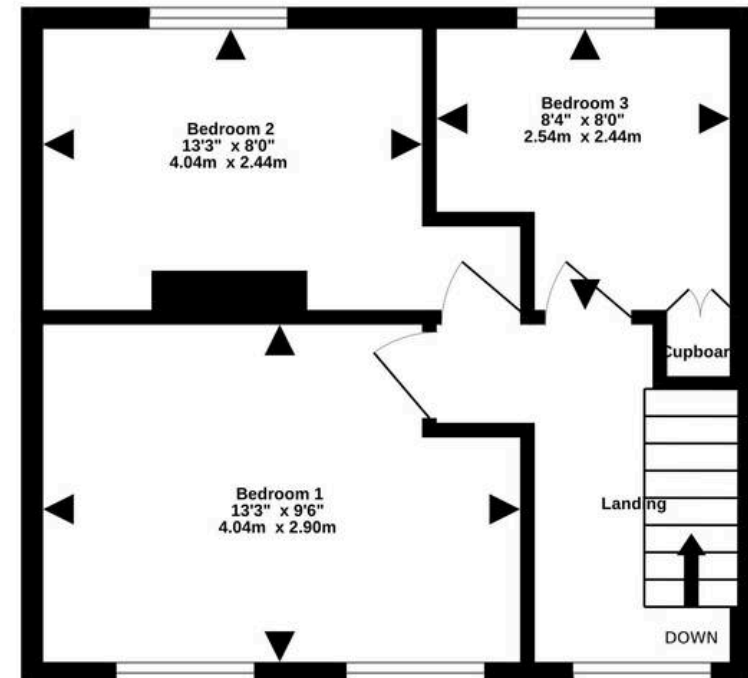 Bedroom 2
13'3" x 8'0"
4.04m x 2.44m
Bedroom 3
8'4" x 8'0"
2.54m x 2.44m
Cupboar
Bedroom 1
13'3" x 9'6"
4.04m x 2.90m
Landing
DOWN